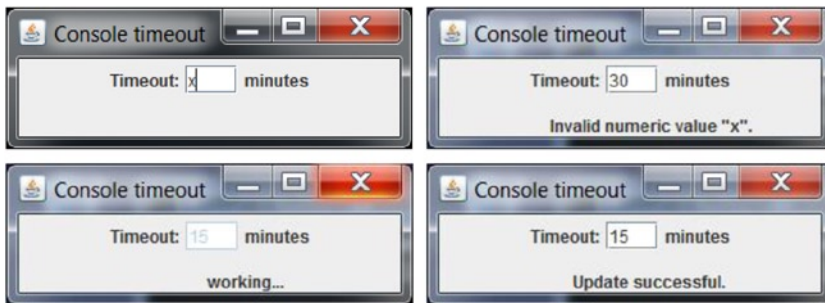 Console timeout
Timeout: x minutes
Console timeout
Timeout: 30 minutes
Invalid numeric value "x".
Console timeout
Timeout: 15 minutes
working...
Console timeout
Timeout: 15 minutes
Update successful.